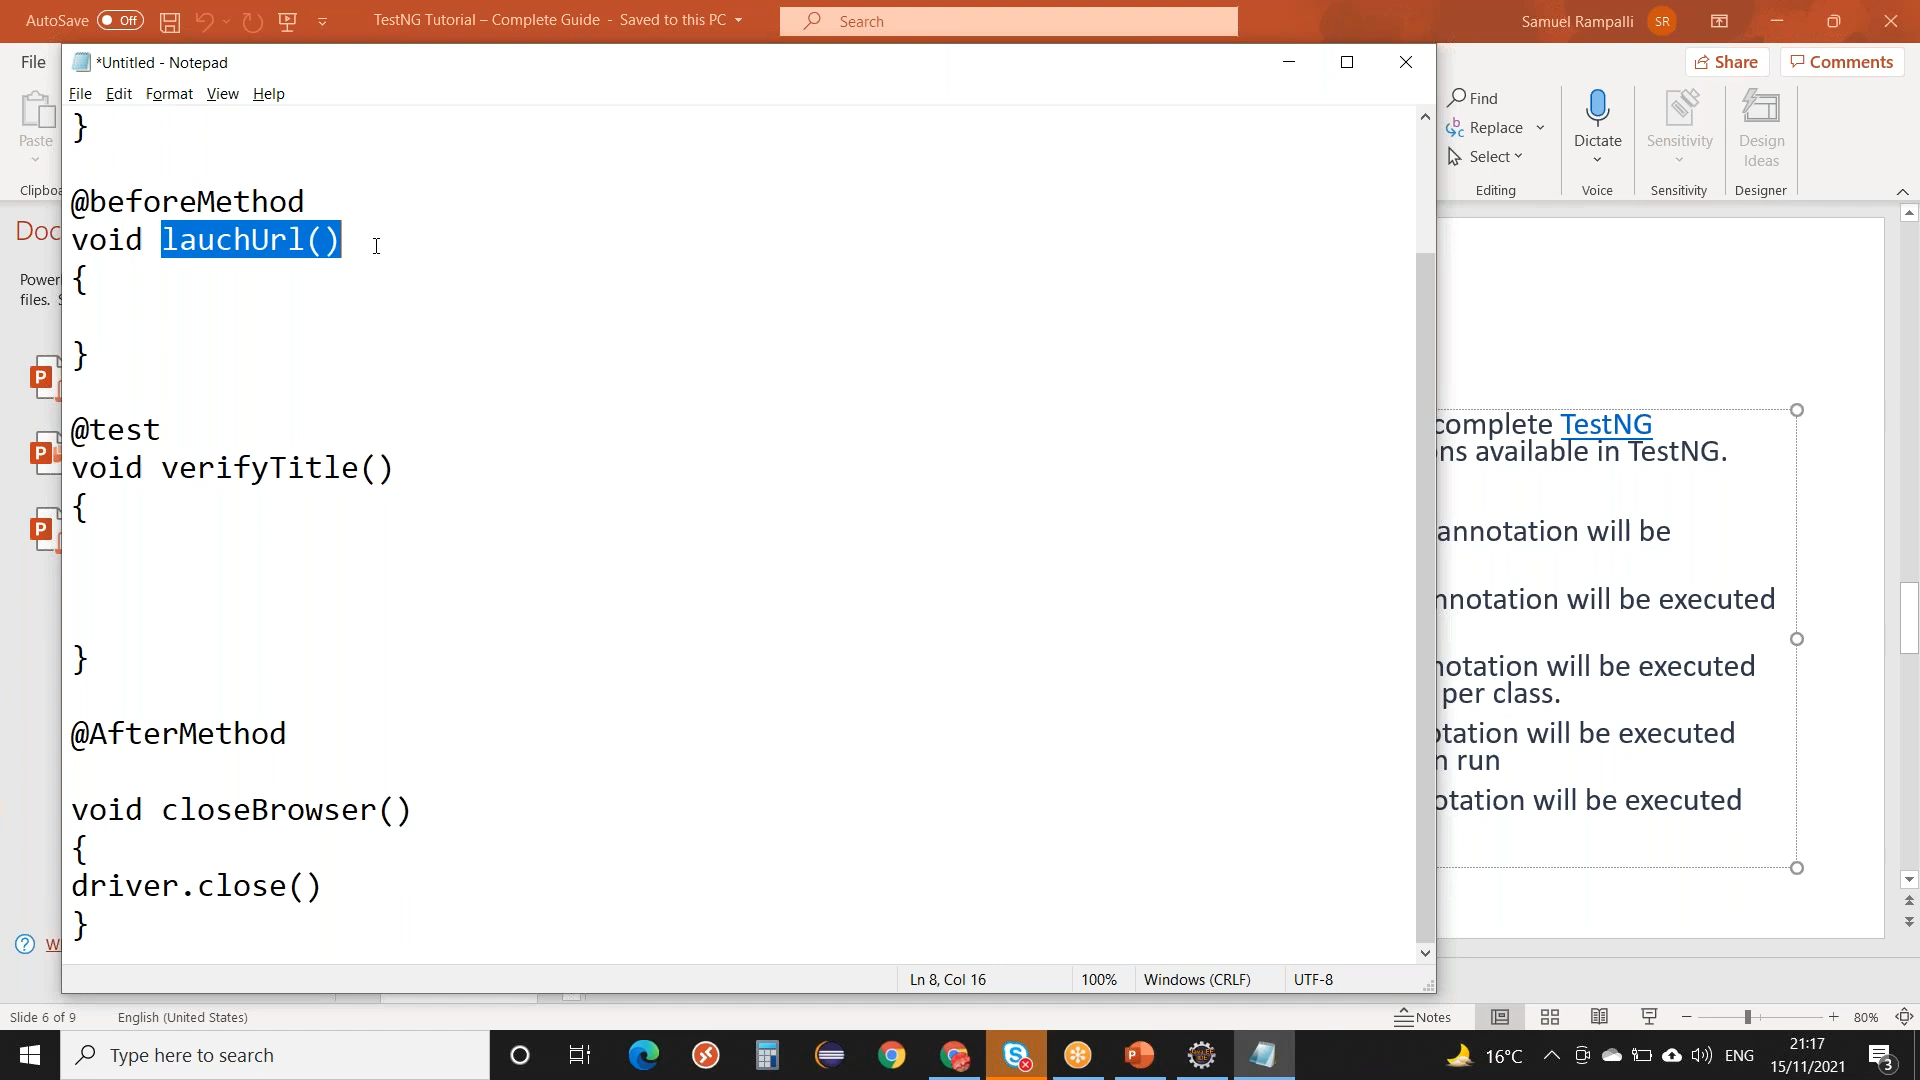 AutoSave Off
TestNG Tutorial – Complete Guide - Saved to this PC
Search
Samuel Rampalli SR
File
Share
Comments
*Untitled - Notepad
File Edit Format View Help
Paste
Find
Replace
Select
Editing
Dictate
Voice
Sensitivity
Sensitivity
Design
Ideas
Designer
}
@beforeMethod
void lauchUrl()
{
}
@test
void verifyTitle()
{
}
@AfterMethod
void closeBrowser()
{
driver.close()
}
Ln 8, Col 16
100%
Windows (CRLF)
UTF-8
complete TestNG
available in TestNG.
annotation will be
will be executed
will be executed
per class.
will be executed
run
will be executed
Slide 6 of 9
English (United States)
Notes
80%
Type here to search
16°C
ENG
21:17
15/11/2021
3